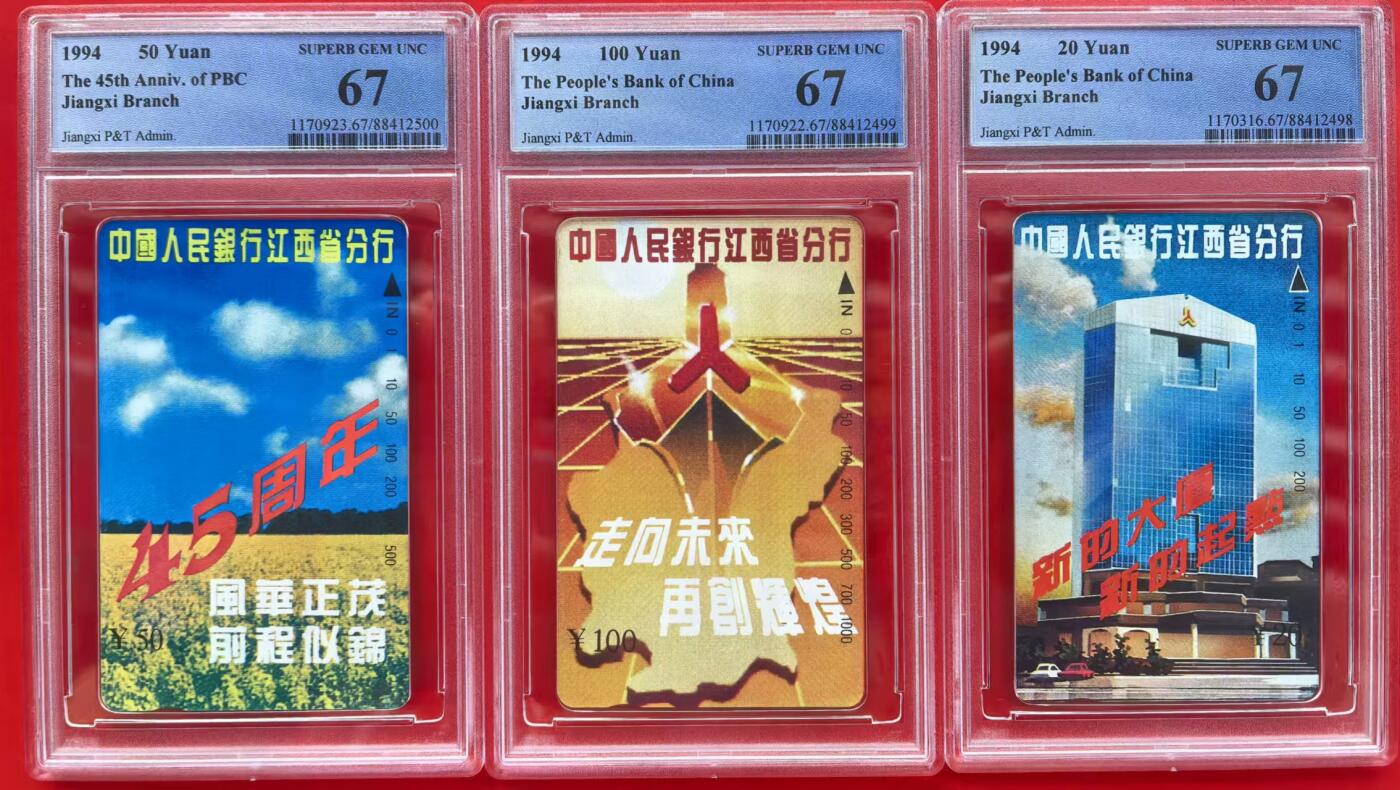 1994 50 Yuan
SUPERB GEM UNC
The 45th Anniv. of PBC
Jiangxi Branch
67
Jiangxi P&T Admin.
1170923.67/88412500
中國人民銀行江西省分行
IN 0 1 10 50 100 200 500
45周年
風華正茂
前程似錦
¥50
1994 100 Yuan
SUPERB GEM UNC
The People's Bank of China
Jiangxi Branch
67
Jiangxi P&T Admin.
1170922.67/88412499
中國人民銀行江西省分行
IN 0 10 50 100 200 300 500 700 1000
走向未來
再創輝煌
¥100
1994 20 Yuan
SUPERB GEM UNC
The People's Bank of China
Jiangxi Branch
67
Jiangxi P&T Admin.
1170316.67/88412498
中國人民銀行江西省分行
IN 0 1 10 50 100 200
新的大廈
新的起點
¥20